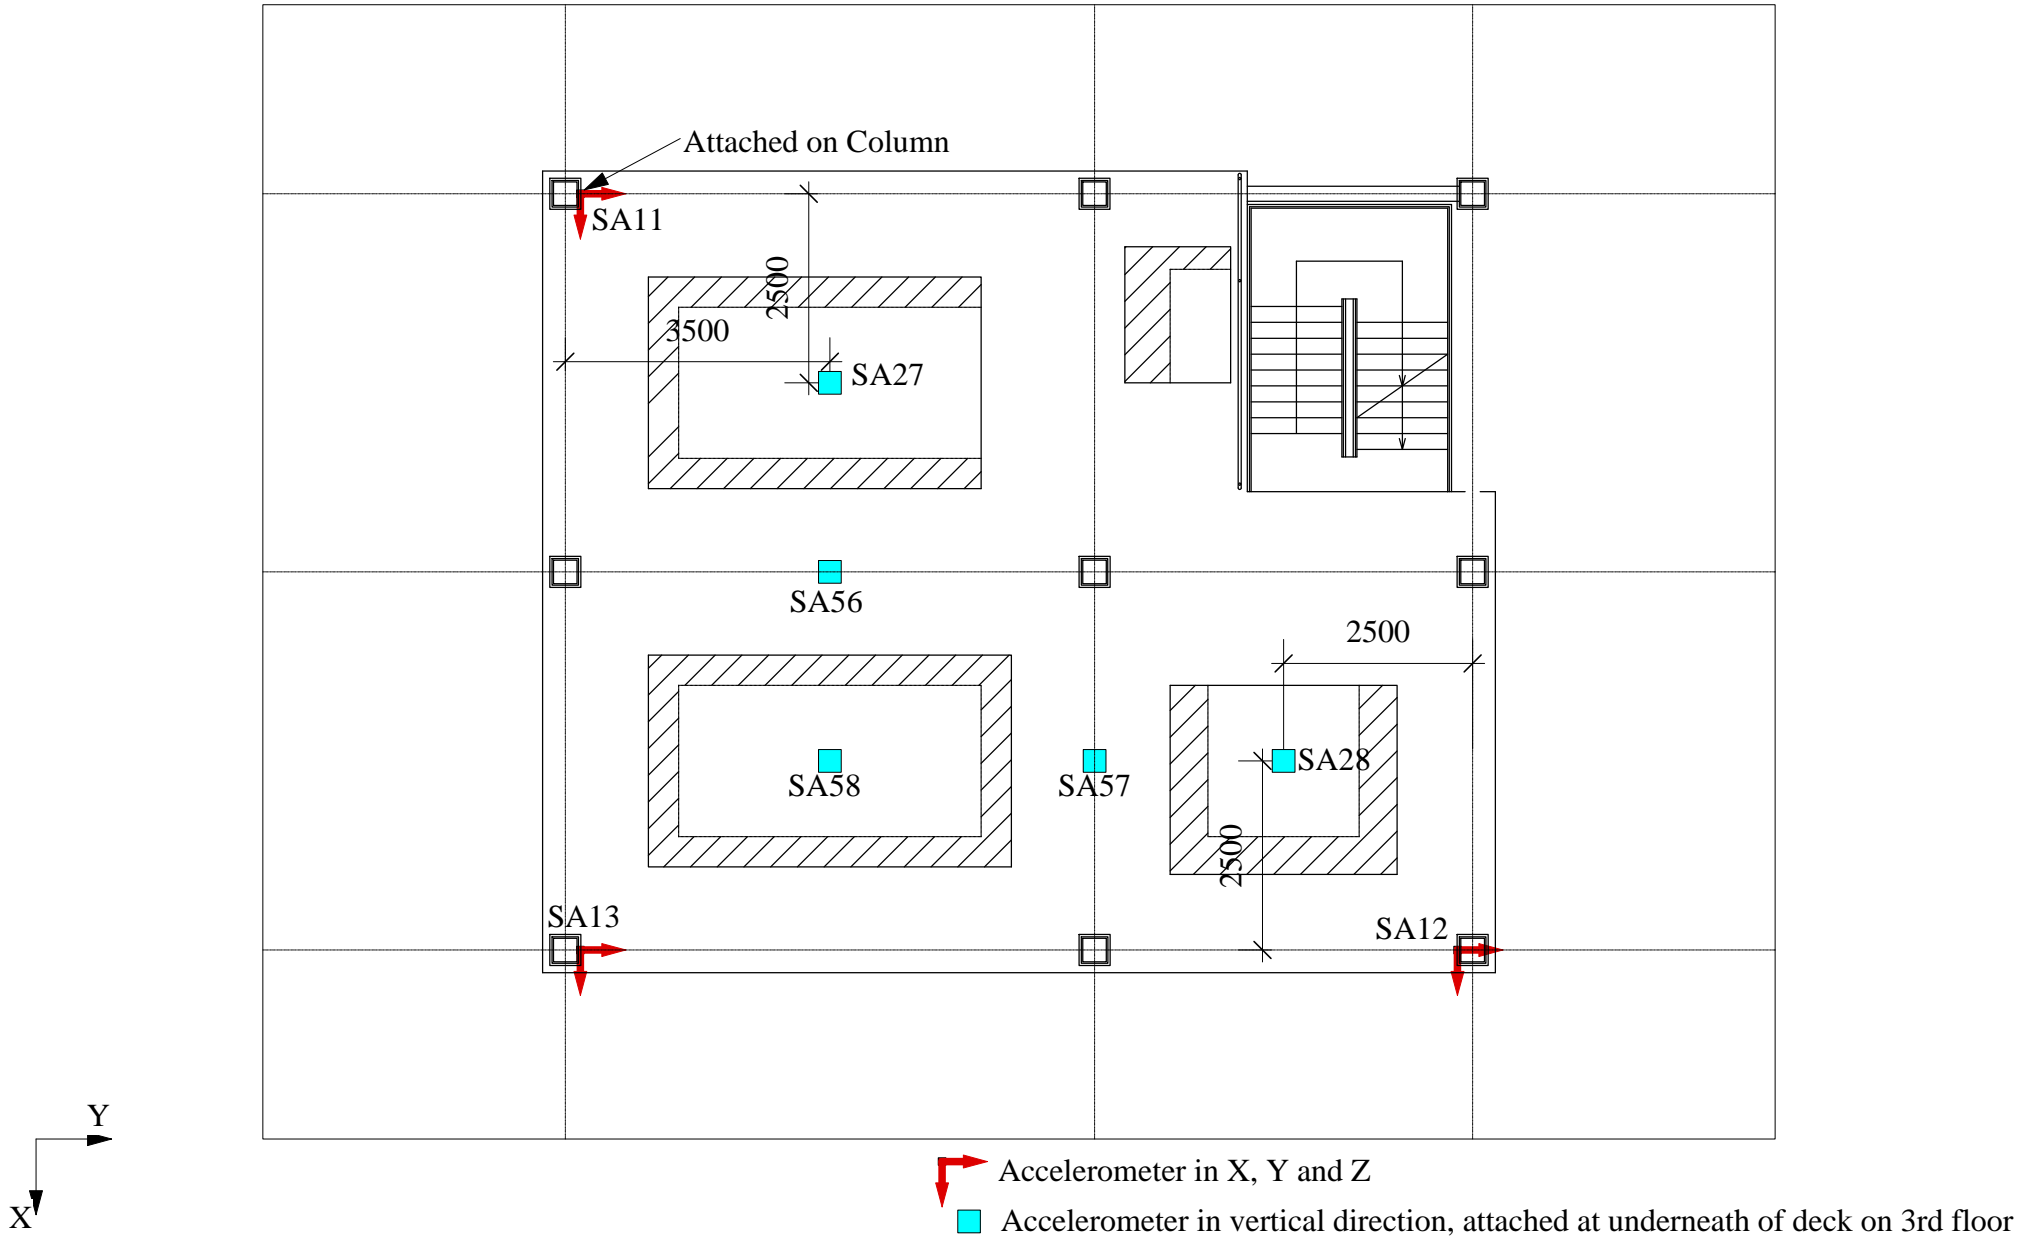 Attached on Column
SA11
2500
3500
SA27
SA56
2500
SA58
SA57
SA28
2500
SA13
SA12
Y
X
Accelerometer in X, Y and Z
Accelerometer in vertical direction, attached at underneath of deck on 3rd floor